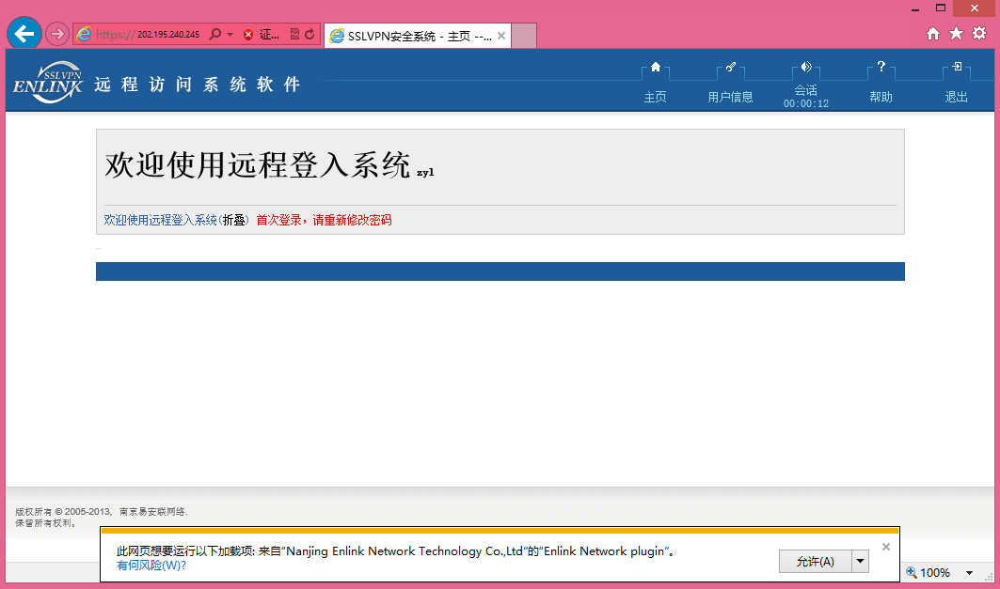 https://202.195.240.245
证...
SSLVPN安全系统 - 主页 --...
SSLVPN
ENLINK
远程访问系统软件
主页
用户信息
会话
00:00:12
帮助
退出
欢迎使用远程登入系统 zyl
欢迎使用远程登入系统(折叠) 首次登录，请重新修改密码
版权所有 © 2005-2013，南京易安联网络.
保留所有权利。
此网页想要运行以下加载项: 来自"Nanjing Enlink Network Technology Co.,Ltd"的"Enlink Network plugin"。
有何风险(W)?
允许(A)
100%